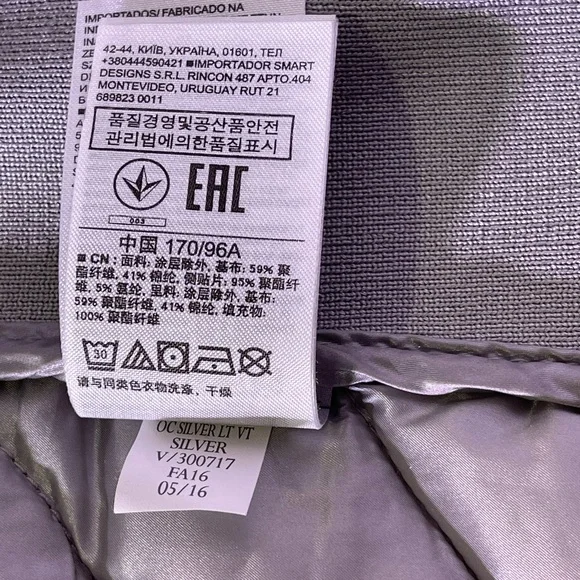 IMPORTADOS/ FABRICADO NA
42-44, КИЇВ, УКРАЇНА, 01601, ТЕЛ
+380444590421 ■IMPORTADOR SMART
DESIGNS S.R.L. RINCON 487 APTO.404
MONTEVIDEO, URUGUAY RUT 21
689823 0011
품질경영및공산품안전
관리법에의한품질표시
EAC
003
中国 170/96A
■ CN: 面料: 涂层除外, 基布: 59% 聚
酯纤维, 41% 锦纶, 侧贴片: 95% 聚酯纤
维, 5% 氨纶, 里料: 涂层除外, 基布:
59% 聚酯纤维, 41% 锦纶, 填充物:
100% 聚酯纤维
30
请与同类色衣物洗涤、干燥
OC SILVER LT VT
SILVER
V/300717
FA16
05/16